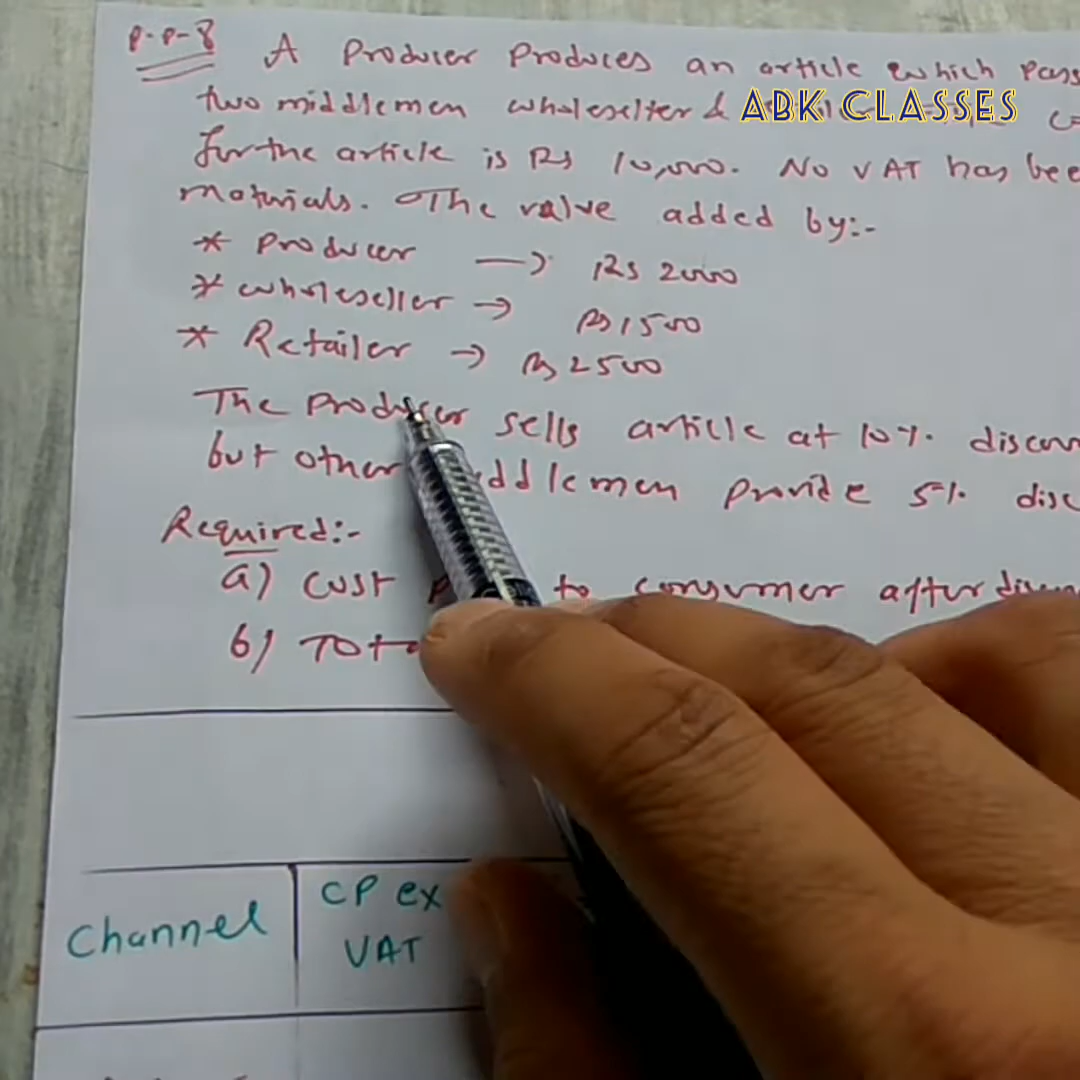 P.P-8 A Producer Produces an article which pass
two middlemen wholeselter & ABK CLASSES
for the article is Rs 10,000. No VAT has bee
materials. The value added by:-
* Producer → Rs 2000
* wholeseller → Rs 1500
* Retailer → Rs 2500
The Producer sells article at 10%. discoun
but other ddlemen provide 5%. disc
Required:-
a) Cost to consumer after disc
b) Tot
Channel
CP ex
VAT